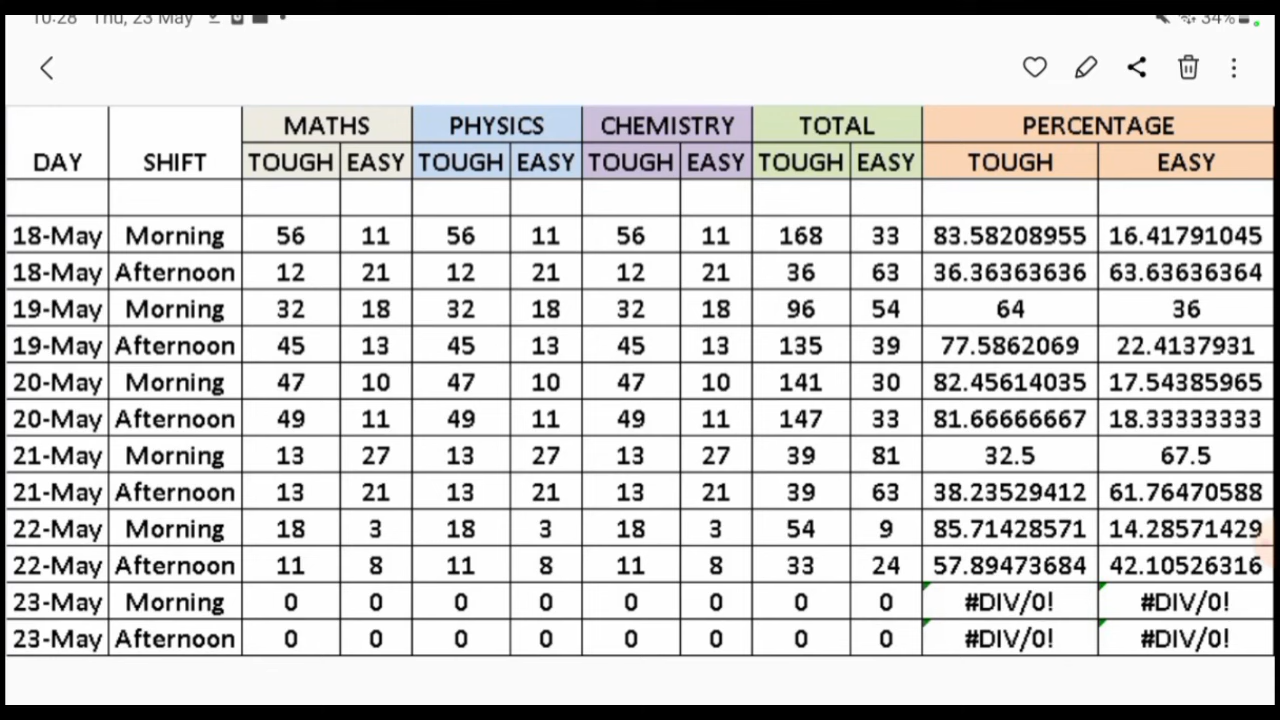 10:28 Thu, 23 May 34%
MATHS PHYSICS CHEMISTRY TOTAL PERCENTAGE
DAY SHIFT TOUGH EASY TOUGH EASY TOUGH EASY TOUGH EASY TOUGH EASY
18-May Morning 56 11 56 11 56 11 168 33 83.58208955 16.41791045
18-May Afternoon 12 21 12 21 12 21 36 63 36.36363636 63.63636364
19-May Morning 32 18 32 18 32 18 96 54 64 36
19-May Afternoon 45 13 45 13 45 13 135 39 77.5862069 22.4137931
20-May Morning 47 10 47 10 47 10 141 30 82.45614035 17.54385965
20-May Afternoon 49 11 49 11 49 11 147 33 81.66666667 18.33333333
21-May Morning 13 27 13 27 13 27 39 81 32.5 67.5
21-May Afternoon 13 21 13 21 13 21 39 63 38.23529412 61.76470588
22-May Morning 18 3 18 3 18 3 54 9 85.71428571 14.28571429
22-May Afternoon 11 8 11 8 11 8 33 24 57.89473684 42.10526316
23-May Morning 0 0 0 0 0 0 0 0 #DIV/0! #DIV/0!
23-May Afternoon 0 0 0 0 0 0 0 0 #DIV/0! #DIV/0!